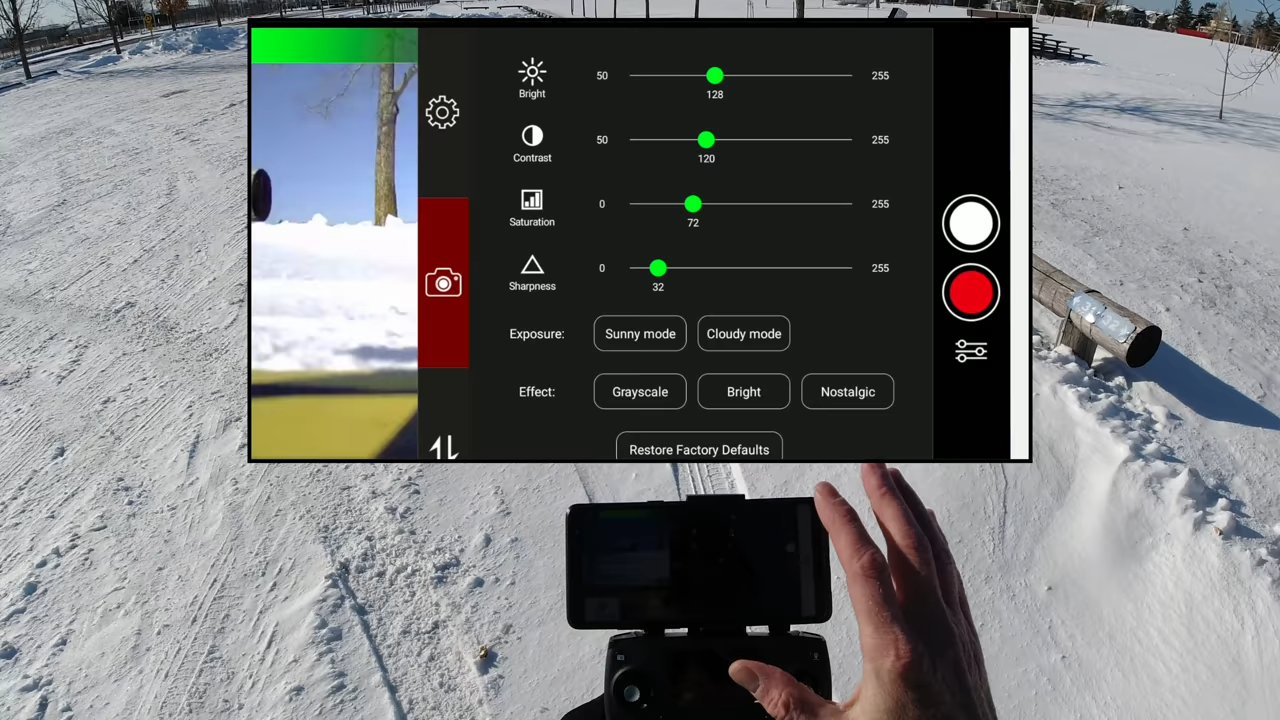 Bright 50 128 255
Contrast 50 120 255
Saturation 0 72 255
Sharpness 0 32 255
Exposure: Sunny mode Cloudy mode
Effect: Grayscale Bright Nostalgic
Restore Factory Defaults